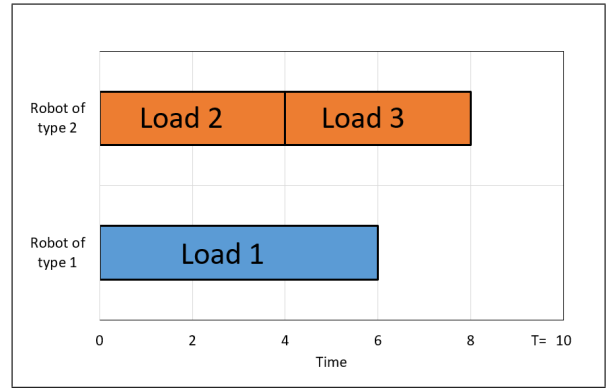 Robot of
type 2
Load 2
Load 3
Robot of
type 1
Load 1
0 2 4 6 8 T= 10
Time